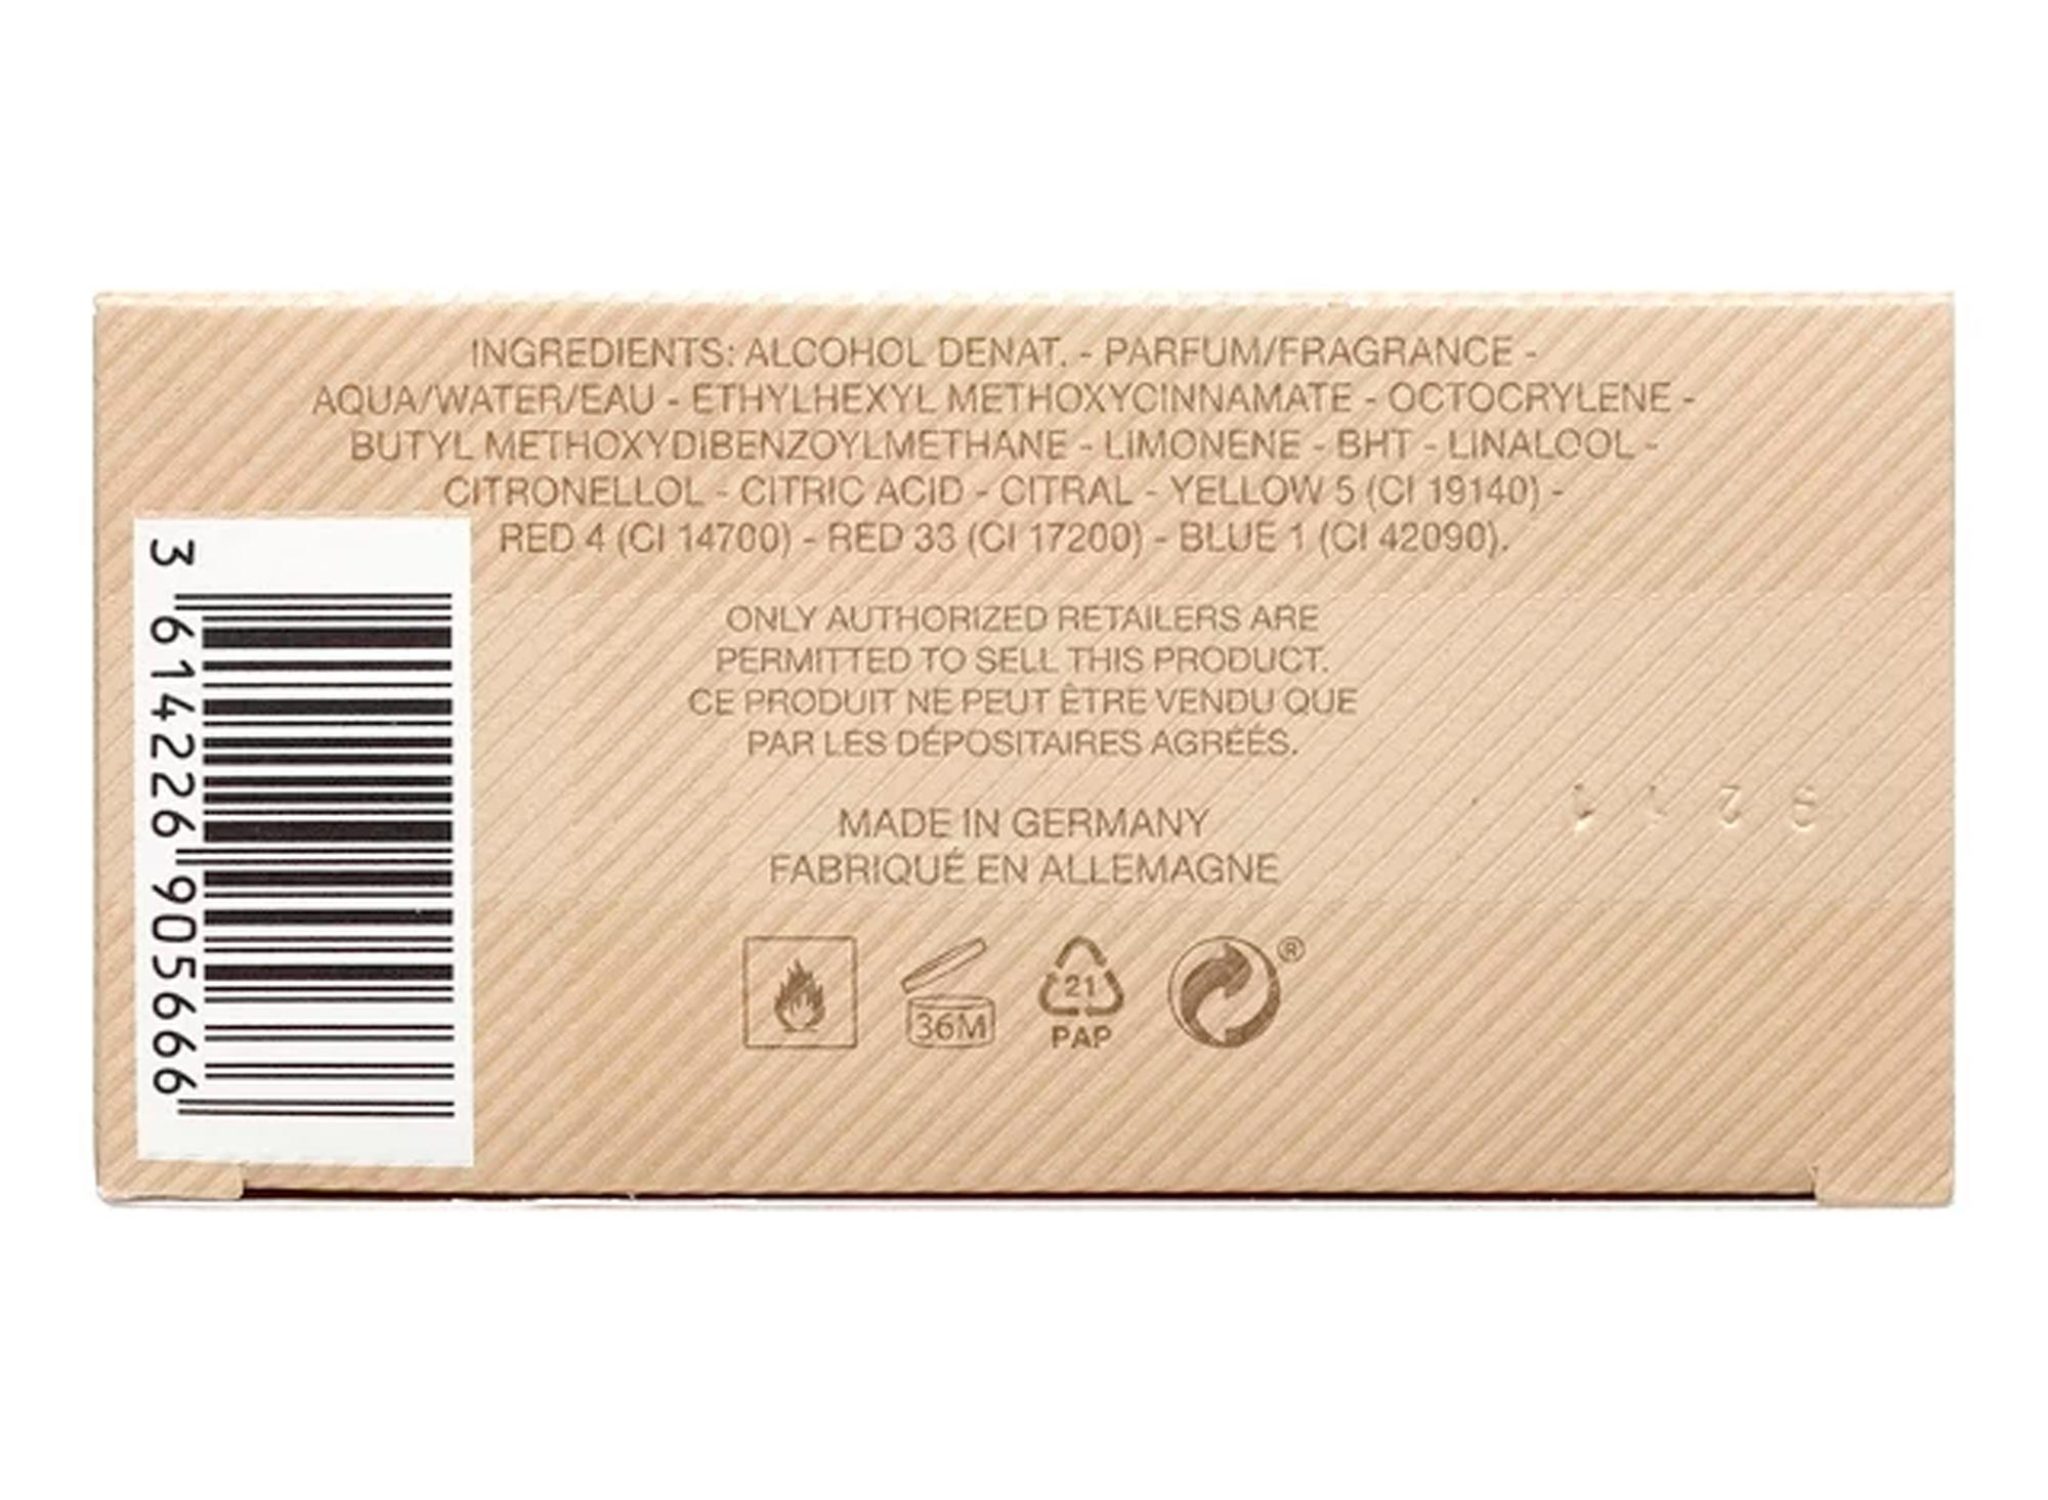 INGREDIENTS: ALCOHOL DENAT. - PARFUM/FRAGRANCE -
AQUA/WATER/EAU - ETHYLHEXYL METHOXYCINNAMATE - OCTOCRYLENE -
BUTYL METHOXYDIBENZOYLMETHANE - LIMONENE - BHT - LINALOOL -
CITRONELLOL - CITRIC ACID - CITRAL - YELLOW 5 (CI 19140) -
RED 4 (CI 14700) - RED 33 (CI 17200) - BLUE 1 (CI 42090).
3 614226 905666
ONLY AUTHORIZED RETAILERS ARE
PERMITTED TO SELL THIS PRODUCT.
CE PRODUIT NE PEUT ÊTRE VENDU QUE
PAR LES DÉPOSITAIRES AGRÉÉS.
MADE IN GERMANY
FABRIQUÉ EN ALLEMAGNE
36M
21
PAP
®